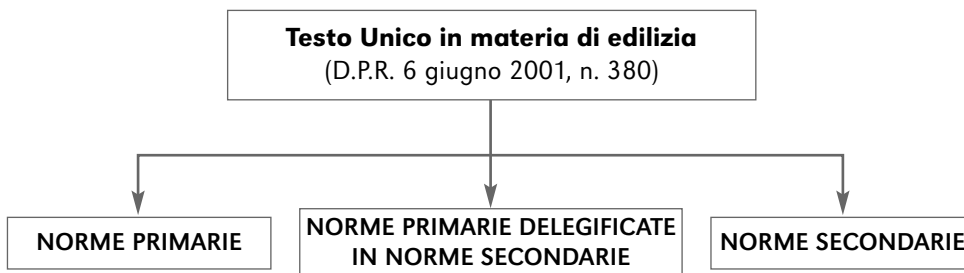 Testo Unico in materia di edilizia
(D.P.R. 6 giugno 2001, n. 380)
NORME PRIMARIE
NORME PRIMARIE DELEGIFICATE
IN NORME SECONDARIE
NORME SECONDARIE